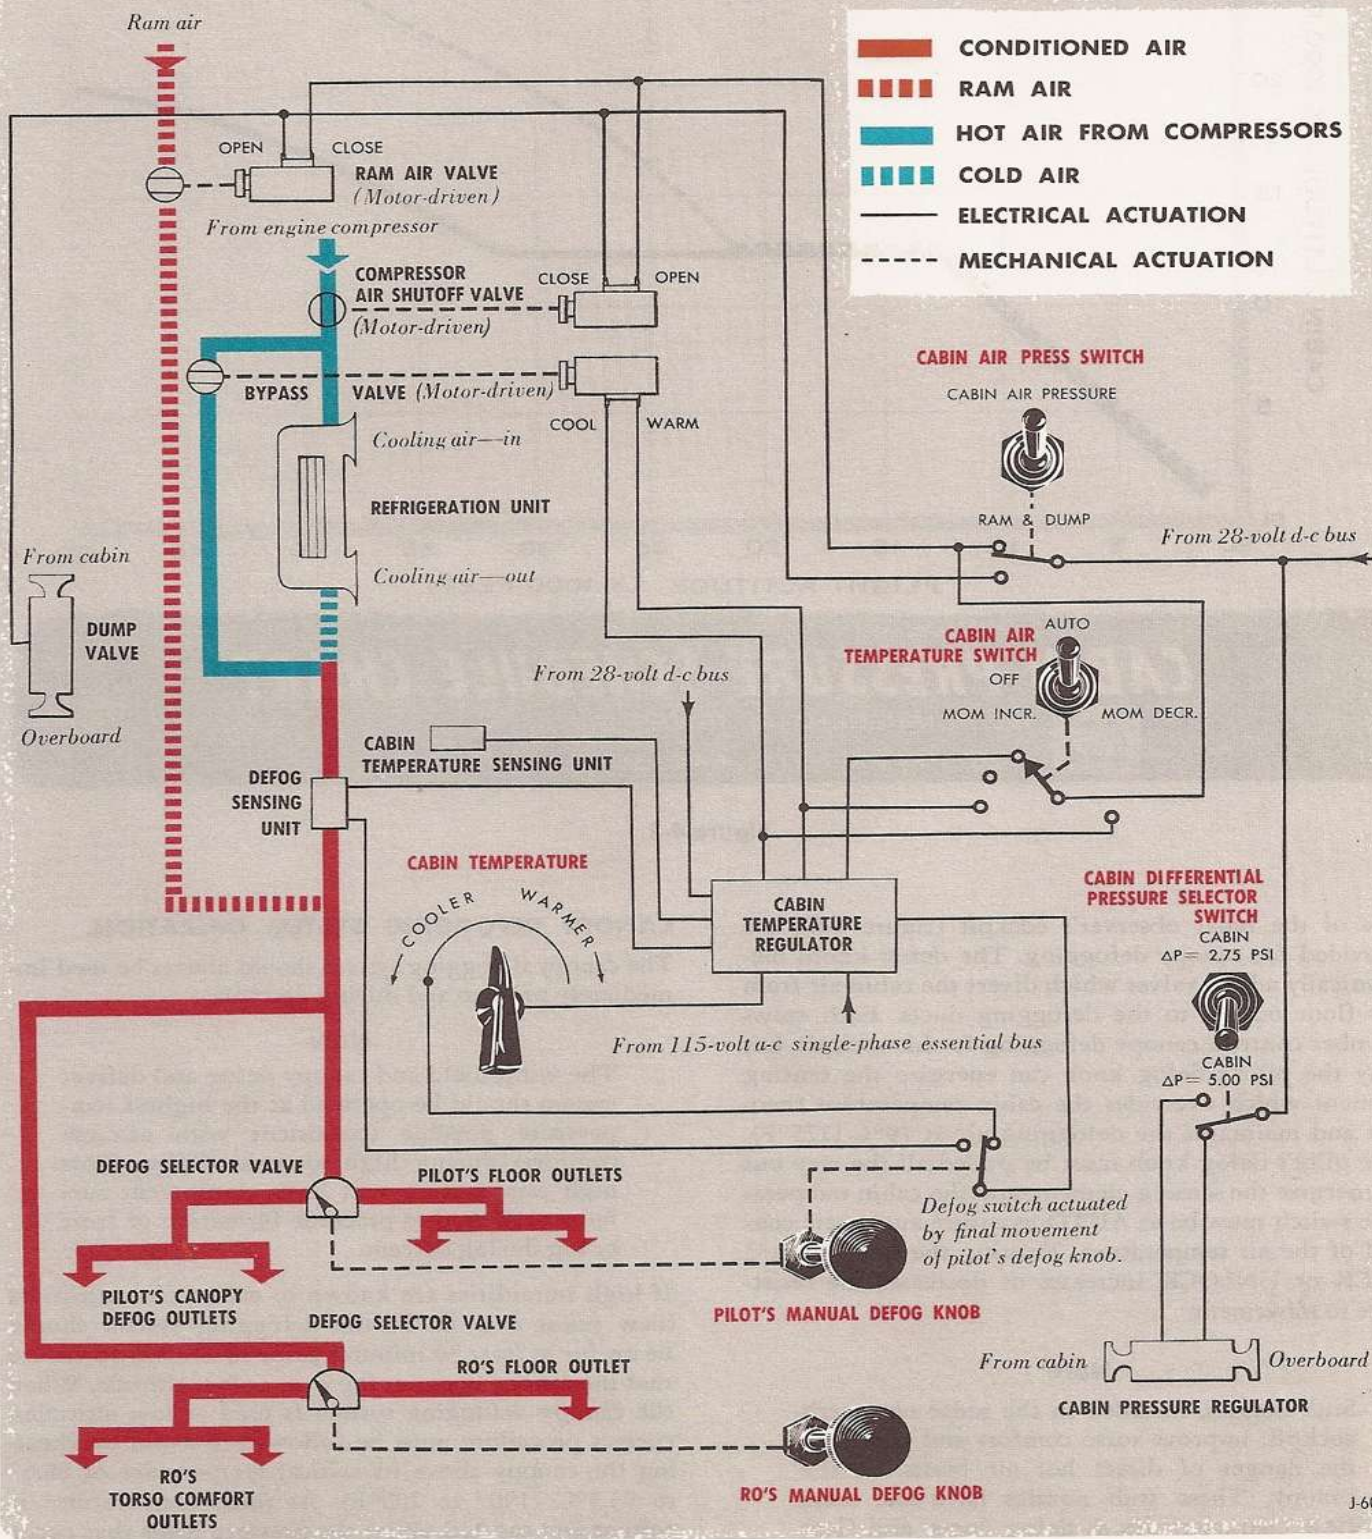 Ram air
CONDITIONED AIR
RAM AIR
HOT AIR FROM COMPRESSORS
COLD AIR
ELECTRICAL ACTUATION
MECHANICAL ACTUATION
OPEN
CLOSE
RAM AIR VALVE
(Motor-driven)
From engine compressor
COMPRESSOR
AIR SHUTOFF VALVE
(Motor-driven)
CLOSE
OPEN
BYPASS VALVE (Motor-driven)
COOL
WARM
Cooling air—in
REFRIGERATION UNIT
Cooling air—out
CABIN AIR PRESS SWITCH
CABIN AIR PRESSURE
RAM & DUMP
From 28-volt d-c bus
From cabin
DUMP
VALVE
Overboard
CABIN AIR
TEMPERATURE SWITCH
AUTO
OFF
MOM INCR.
MOM DECR.
From 28-volt d-c bus
CABIN
TEMPERATURE SENSING UNIT
DEFOG
SENSING
UNIT
CABIN TEMPERATURE
COOLER
WARMER
CABIN
TEMPERATURE
REGULATOR
From 115-volt a-c single-phase essential bus
CABIN DIFFERENTIAL
PRESSURE SELECTOR
SWITCH
CABIN
ΔP= 2.75 PSI
CABIN
ΔP= 5.00 PSI
DEFOG SELECTOR VALVE
PILOT'S FLOOR OUTLETS
PILOT'S CANOPY
DEFOG OUTLETS
Defog switch actuated
by final movement
of pilot's defog knob.
PILOT'S MANUAL DEFOG KNOB
DEFOG SELECTOR VALVE
RO'S FLOOR OUTLET
RO'S
TORSO COMFORT
OUTLETS
RO'S MANUAL DEFOG KNOB
From cabin
Overboard
CABIN PRESSURE REGULATOR